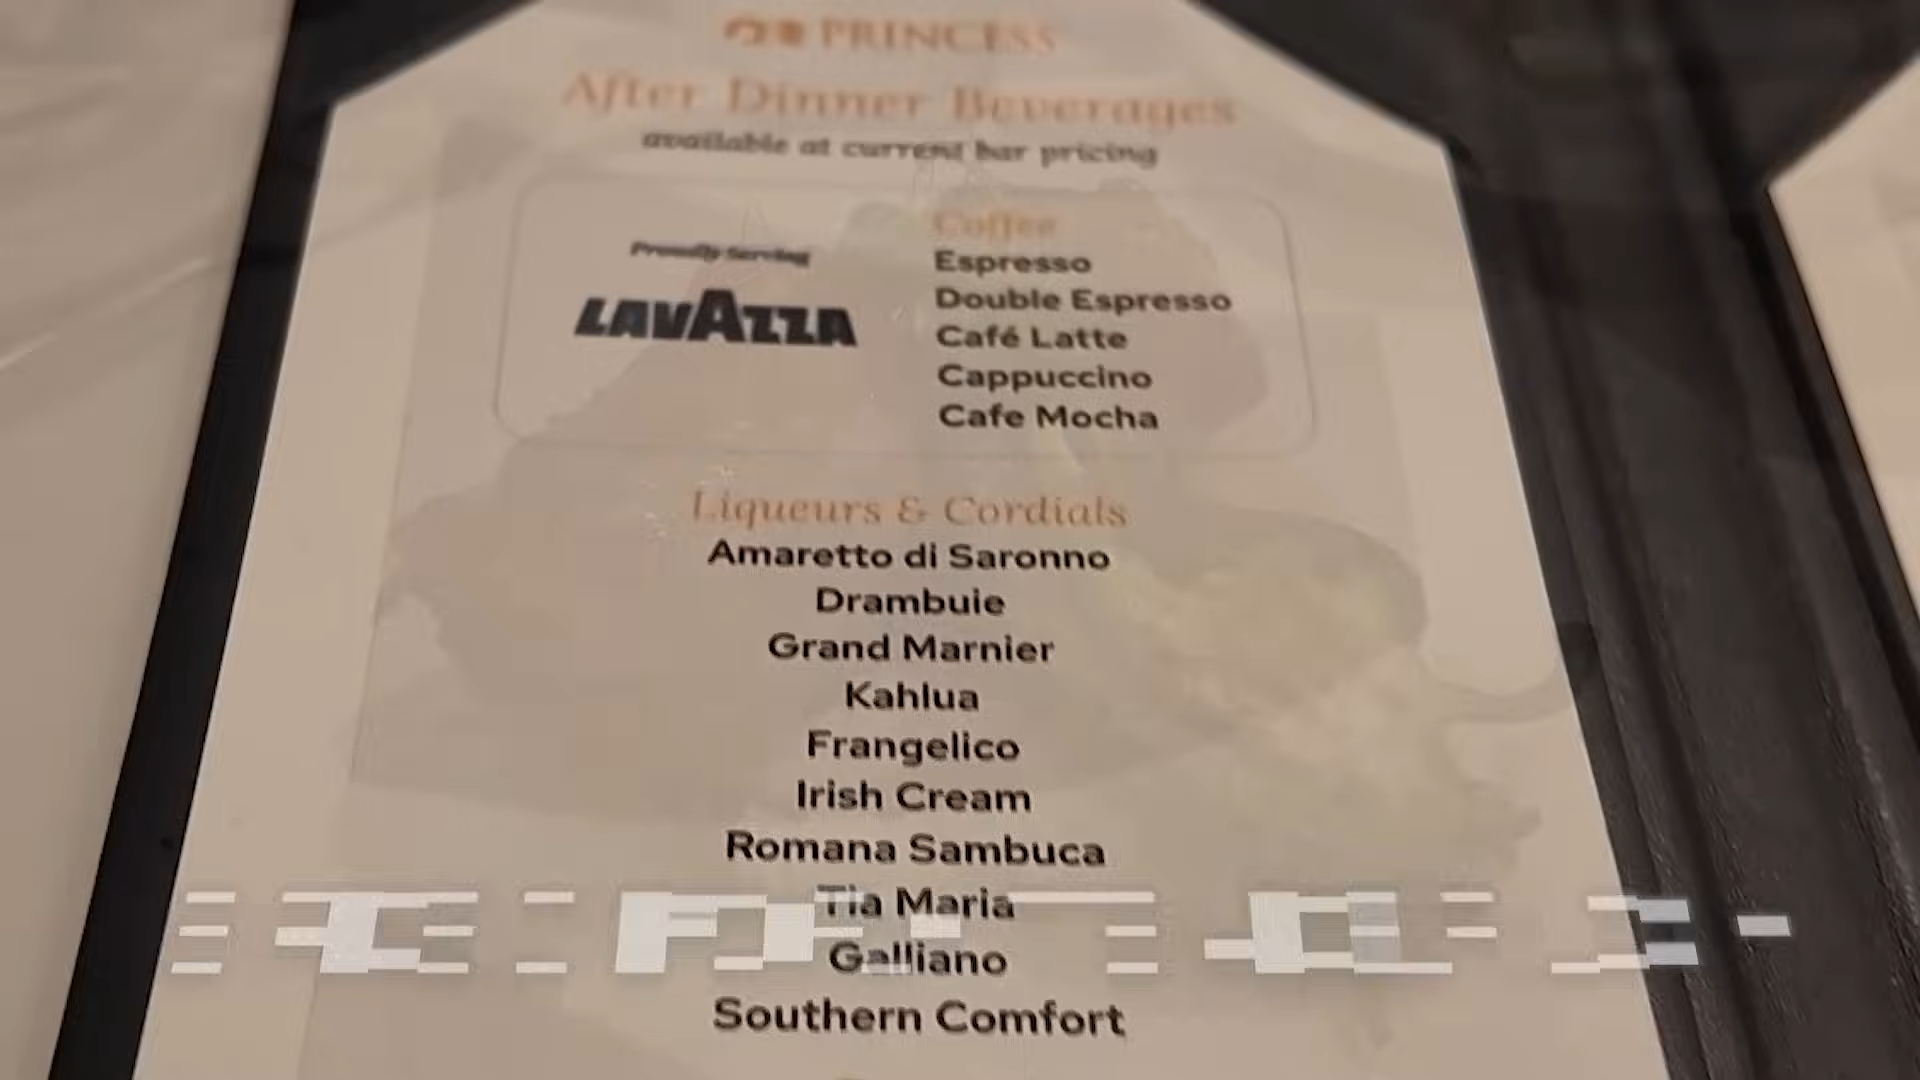 PRINCESS
After Dinner Beverages
available at current bar pricing
Proudly Serving
LAVAZZA
Coffee
Espresso
Double Espresso
Café Latte
Cappuccino
Cafe Mocha
Liqueurs & Cordials
Amaretto di Saronno
Drambuie
Grand Marnier
Kahlua
Frangelico
Irish Cream
Romana Sambuca
Tia Maria
Galliano
Southern Comfort